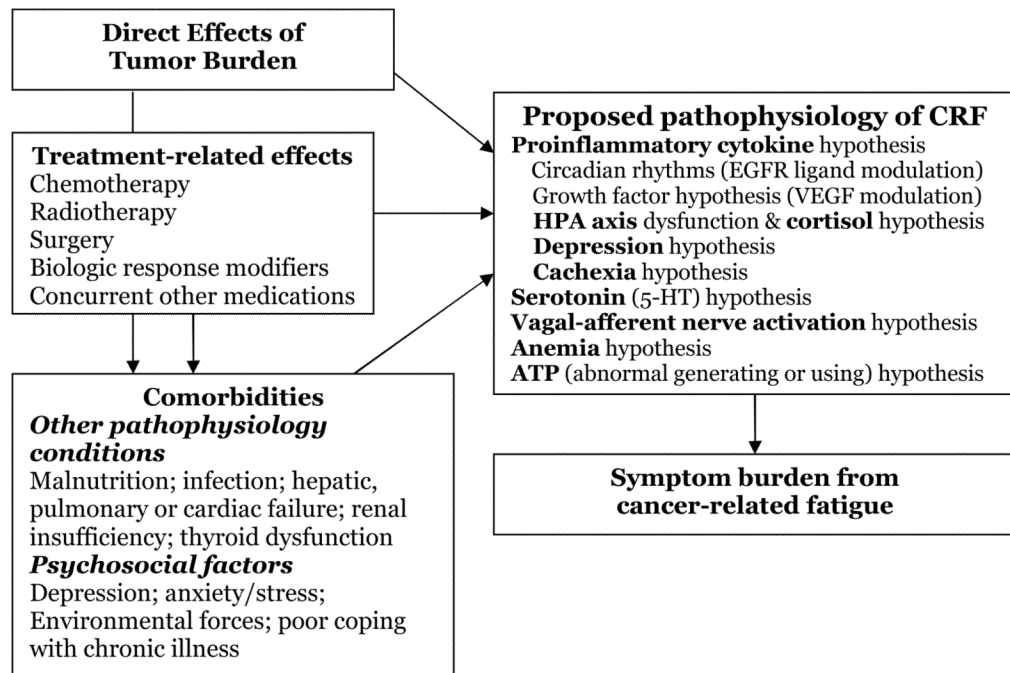 Direct Effects of
Tumor Burden
Treatment-related effects
Chemotherapy
Radiotherapy
Surgery
Biologic response modifiers
Concurrent other medications
Comorbidities
Other pathophysiology
conditions
Malnutrition; infection; hepatic,
pulmonary or cardiac failure; renal
insufficiency; thyroid dysfunction
Psychosocial factors
Depression; anxiety/stress;
Environmental forces; poor coping
with chronic illness
Proposed pathophysiology of CRF
Proinflammatory cytokine hypothesis
Circadian rhythms (EGFR ligand modulation)
Growth factor hypothesis (VEGF modulation)
HPA axis dysfunction & cortisol hypothesis
Depression hypothesis
Cachexia hypothesis
Serotonin (5-HT) hypothesis
Vagal-afferent nerve activation hypothesis
Anemia hypothesis
ATP (abnormal generating or using) hypothesis
Symptom burden from
cancer-related fatigue